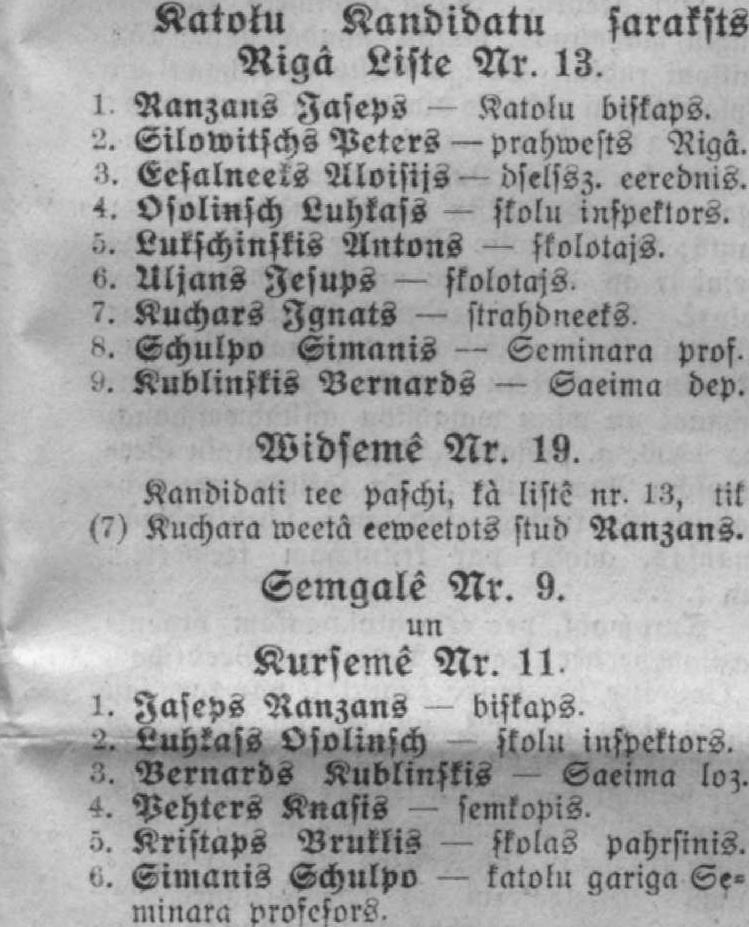 Katoļu Kandidatu ſarakſts
Rigâ Liſte Nr. 13.
1. Ranzans Jaſeps — Katoļu biſkaps.
2. Silowitſchs Peters — prahweſts Rigâ.
3. Eeſalneeks Aloiſijs — dſelſsz. eerednis.
4. Oſolinſch Luhkaſs — ſkolu inſpektors.
5. Lukſchinſkis Antons — ſkolotajs.
6. Uljans Jeſups — ſkolotajs.
7. Kuchars Ignats — ſtrahdneeks.
8. Schulpo Simanis — Seminara prof.
9. Kublinſkis Bernards — Saeima dep.
Widſemê Nr. 19.
Kandidati tee paſchi, kà liſtê nr. 13, tik
(7) Kuchara weetâ eeweetots ſtud Ranzans.
Semgalê Nr. 9.
un
Kurſemê Nr. 11.
1. Jaſeps Ranzans — biſkaps.
2. Luhkaſs Oſolinſch — ſkolu inſpektors.
3. Bernards Kublinſkis — Saeima loz.
4. Pehters Knaſis — ſemkopis.
5. Kriſtaps Bruklis — ſkolas pahrſinis.
6. Simanis Schulpo — katoļu gariga Se-
minara profeſors.